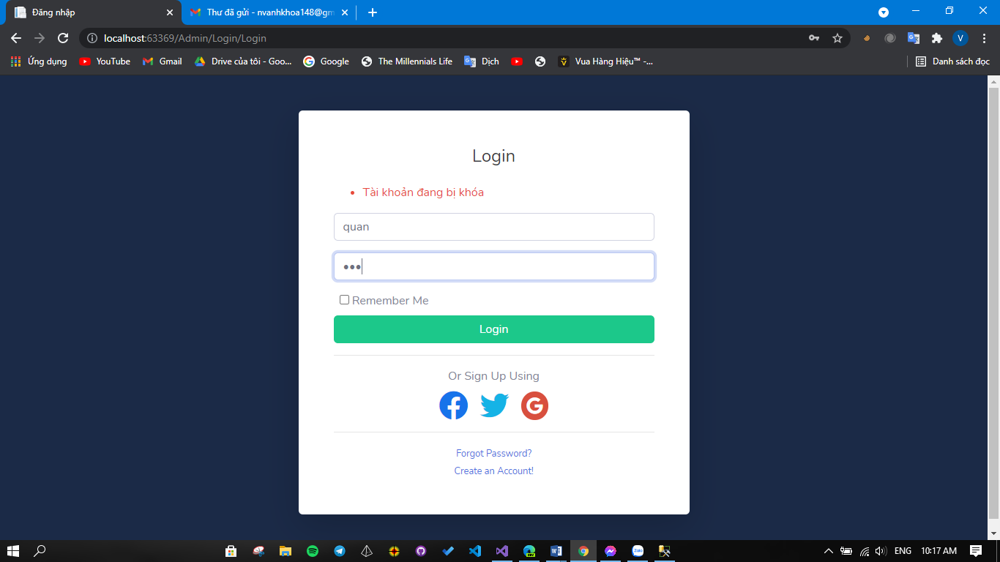 Đăng nhập
Thư đã gửi - nvanhkhoa148@gm
localhost:63369/Admin/Login/Login
V
Ứng dụng
YouTube
Gmail
Drive của tôi - Goo...
Google
The Millennials Life
Dịch
Vua Hàng Hiệu™ -...
Danh sách đọc
Login
Tài khoản đang bị khóa
quan
Remember Me
Login
Or Sign Up Using
Forgot Password?
Create an Account!
ENG
10:17 AM